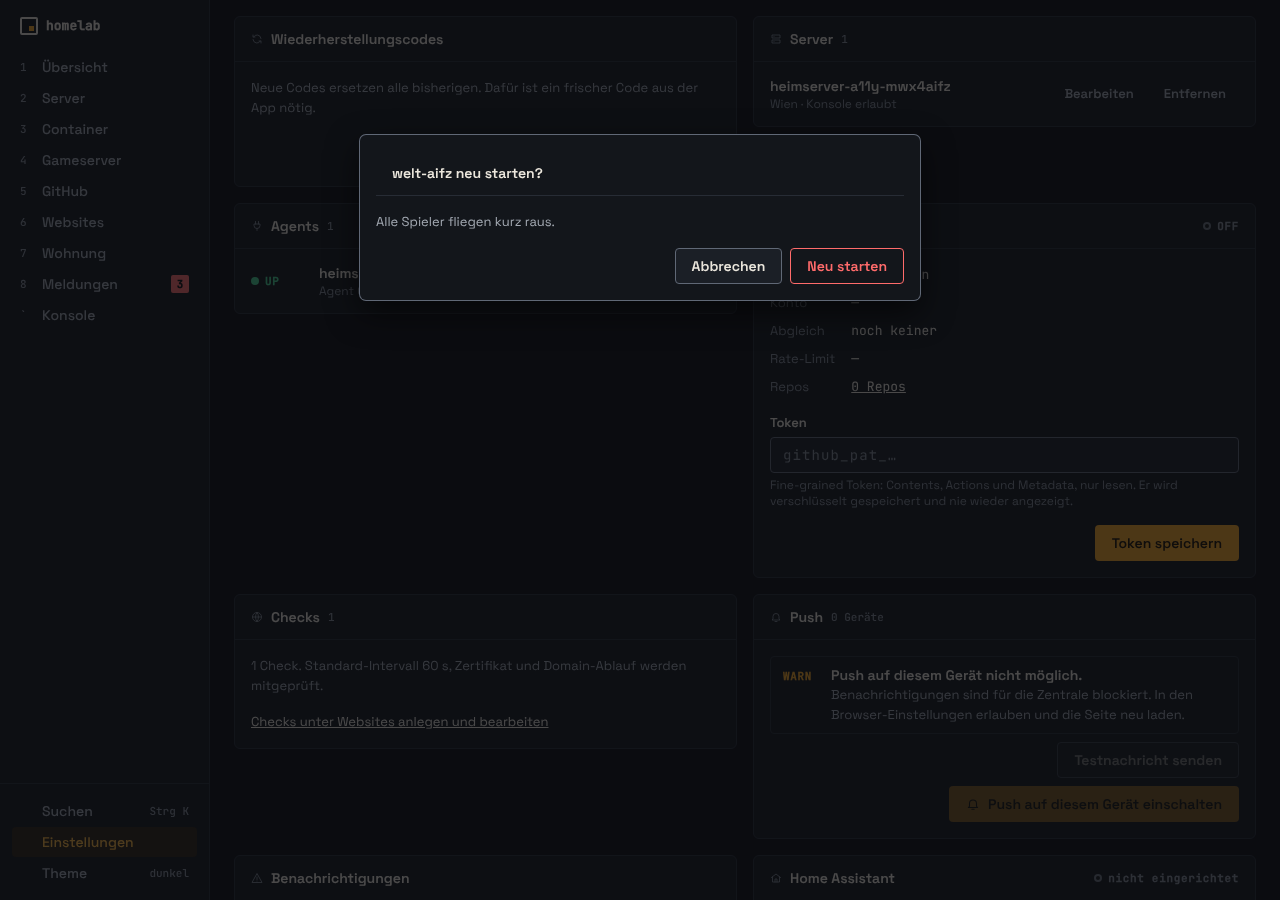 homelab
1 Übersicht
2 Server
3 Container
4 Gameserver
5 GitHub
6 Websites
7 Wohnung
8 Meldungen 3
` Konsole
Suchen Strg K
Einstellungen
Theme dunkel
Wiederherstellungscodes
Neue Codes ersetzen alle bisherigen. Dafür ist ein frischer Code aus der
App nötig.
Server 1
heimserver-a11y-mwx4aifz
Wien · Konsole erlaubt
Bearbeiten
Entfernen
welt-aifz neu starten?
Alle Spieler fliegen kurz raus.
Abbrechen
Neu starten
Agents 1
UP
heims
Agent
OFF
Konto —
Abgleich noch keiner
Rate-Limit —
Repos 0 Repos
Token
github_pat_…
Fine-grained Token: Contents, Actions und Metadata, nur lesen. Er wird
verschlüsselt gespeichert und nie wieder angezeigt.
Token speichern
Checks 1
1 Check. Standard-Intervall 60 s, Zertifikat und Domain-Ablauf werden
mitgeprüft.
Checks unter Websites anlegen und bearbeiten
Push 0 Geräte
WARN Push auf diesem Gerät nicht möglich.
Benachrichtigungen sind für die Zentrale blockiert. In den
Browser-Einstellungen erlauben und die Seite neu laden.
Testnachricht senden
Push auf diesem Gerät einschalten
Benachrichtigungen
Home Assistant
nicht eingerichtet